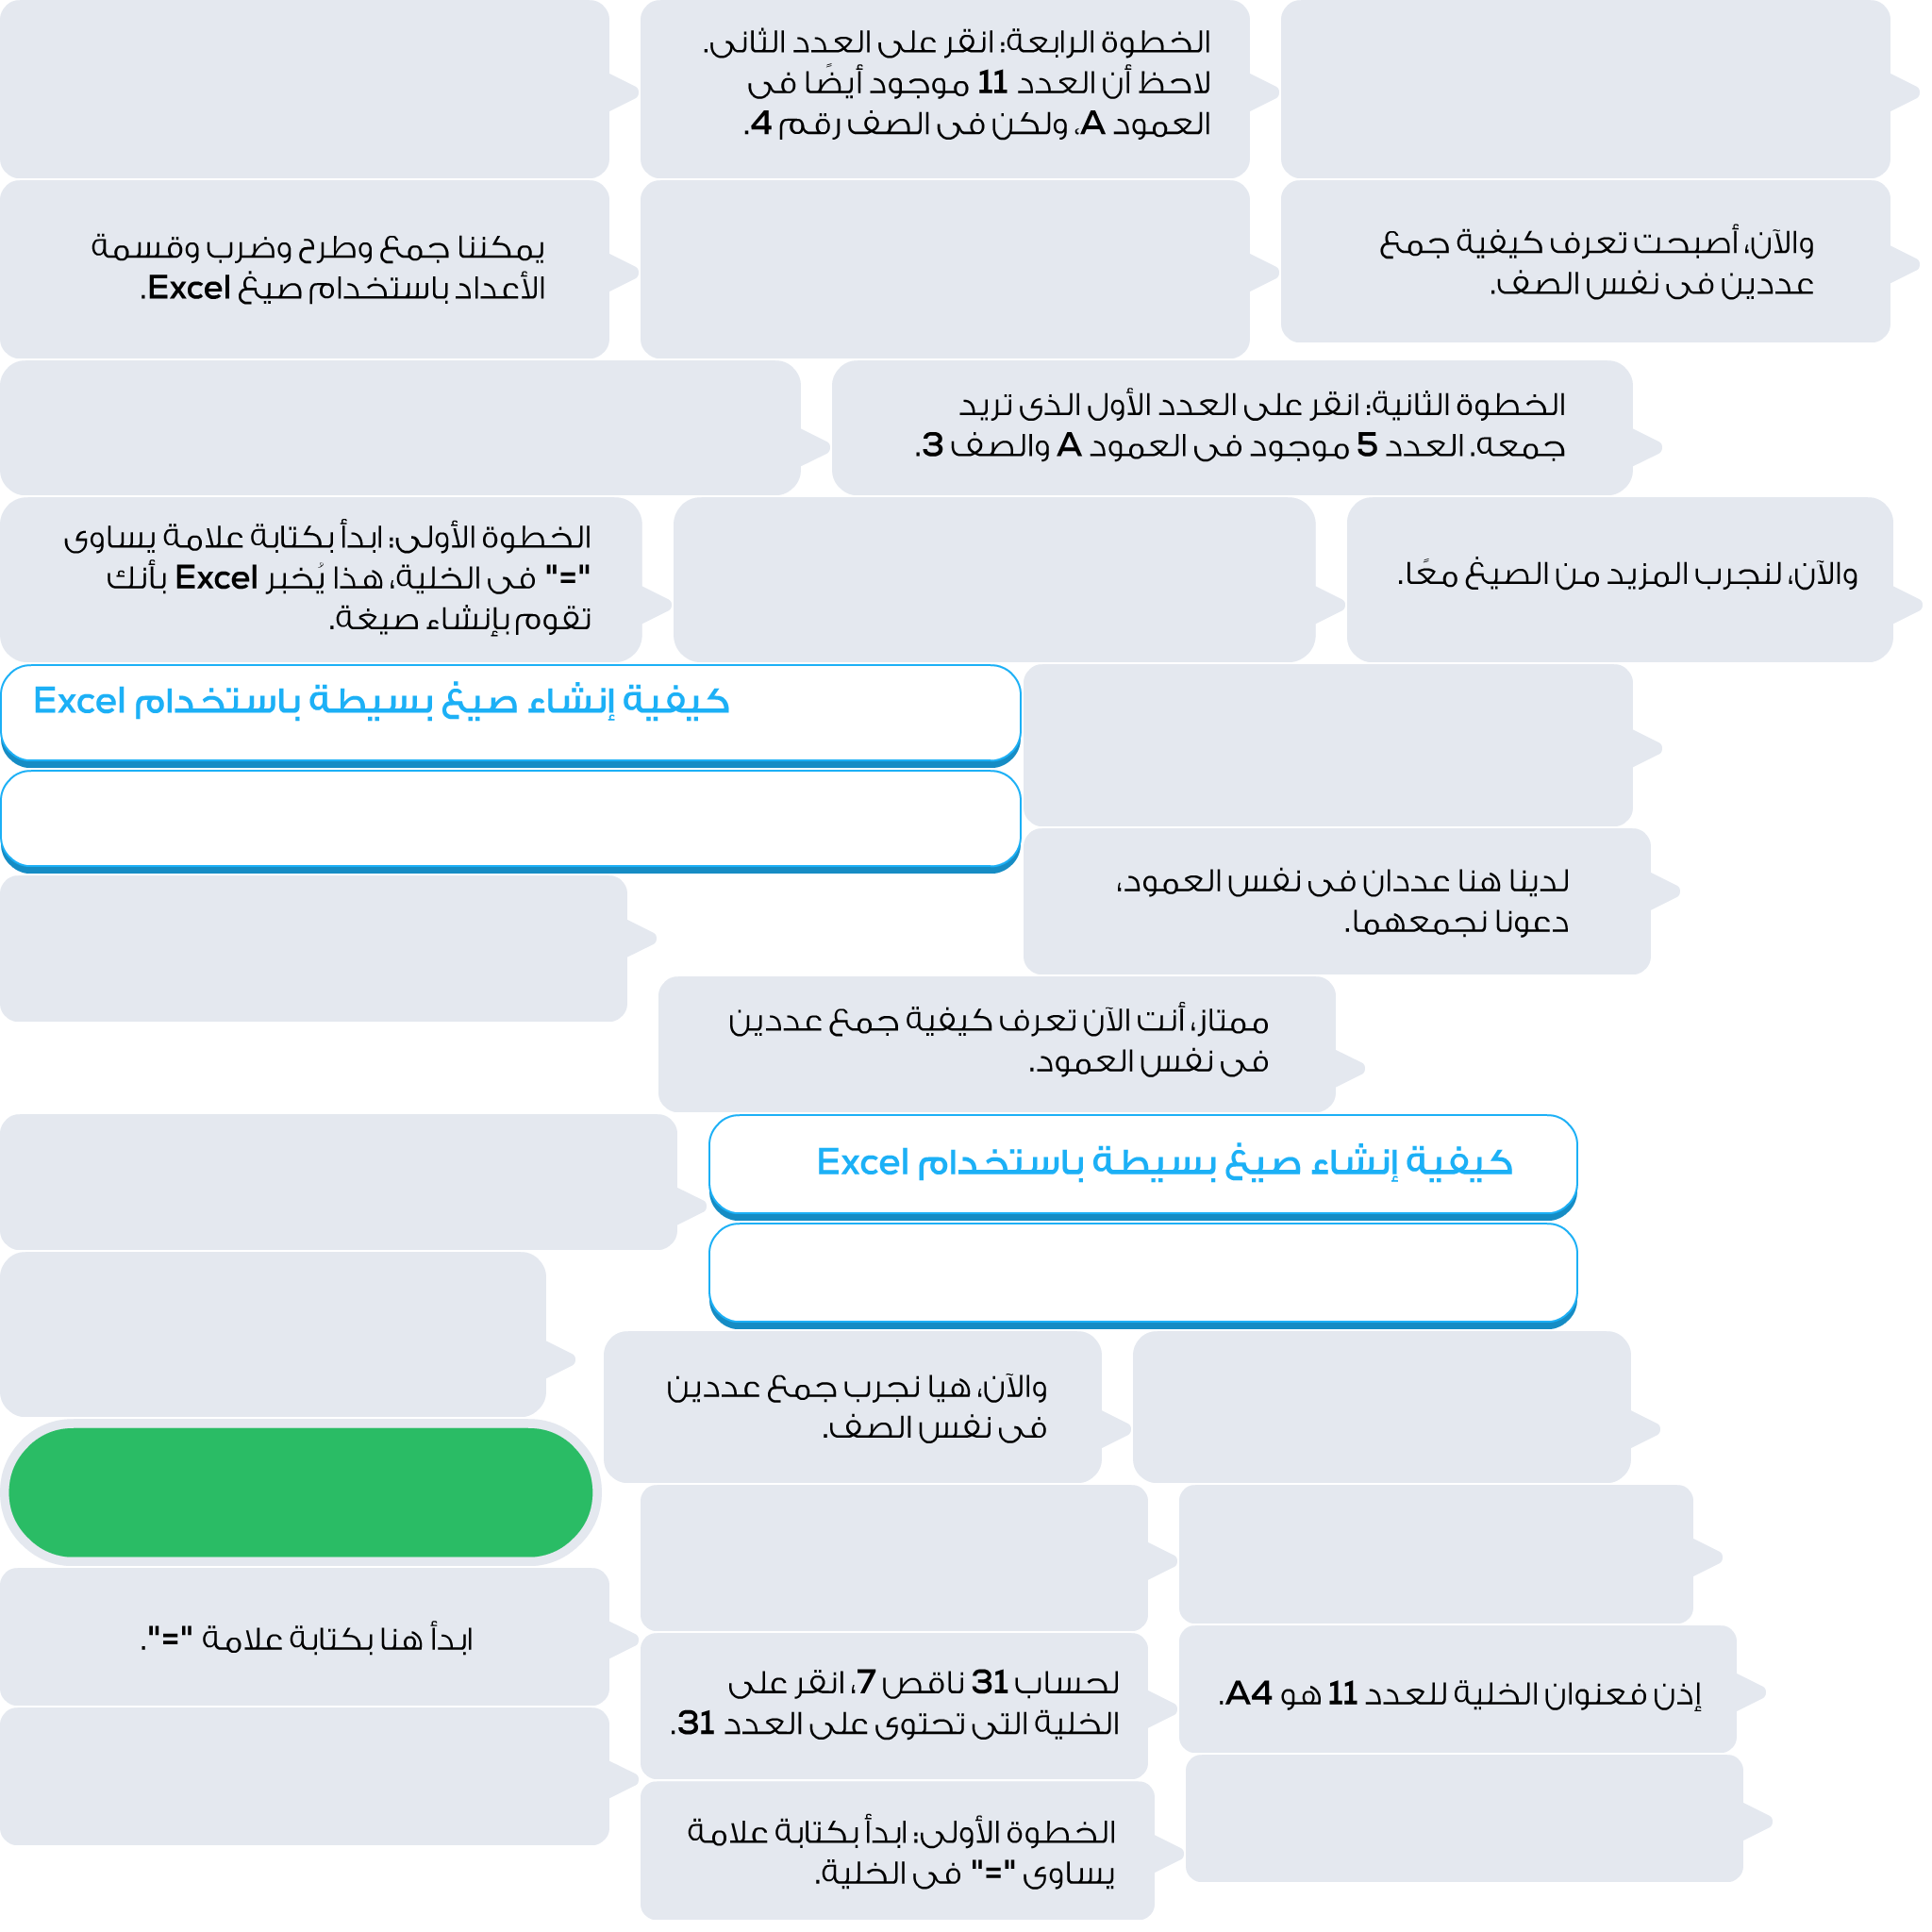 الخطوة الرابعة: انقر على العدد الثانى.
لاحظ أن العدد 11 موجود أيضًا فى
العمود A، ولكن فى الصف رقم 4.
والآن، أصبحت تعرف كيفية جمع
عددين فى نفس الصف.
يمكننا جمع وطرح وضرب وقسمة
الأعداد باستخدام صيغ Excel.
الخطوة الثانية: انقر على العدد الأول الذى تريد
جمعه. العدد 5 موجود فى العمود A والصف 3.
والآن، لنجرب المزيد من الصيغ معًا.
الخطوة الأولى: ابدأ بكتابة علامة يساوى
"=" فى الخلية، هذا يُخبر Excel بأنك
تقوم بإنشاء صيغة.
كيفية إنشاء صيغ بسيطة باستخدام Excel
لدينا هنا عددان فى نفس العمود،
دعونا نجمعهما.
ممتاز، أنت الآن تعرف كيفية جمع عددين
فى نفس العمود.
كيفية إنشاء صيغ بسيطة باستخدام Excel
والآن، هيا نجرب جمع عددين
فى نفس الصف.
ابدأ هنا بكتابة علامة "=".
إذن فعنوان الخلية للعدد 11 هو A4.
لحساب 31 ناقص 7، انقر على
الخلية التى تحتوى على العدد 31.
الخطوة الأولى: ابدأ بكتابة علامة
يساوى "=" فى الخلية.